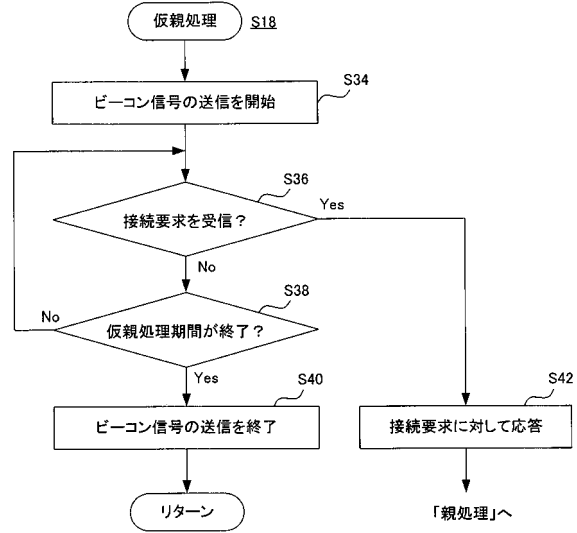 仮親処理
S18
S34
ビーコン信号の送信を開始
S36
接続要求を受信?
Yes
No
S38
仮親処理期間が終了?
No
Yes
S40
ビーコン信号の送信を終了
S42
接続要求に対して応答
リターン
「親処理」へ